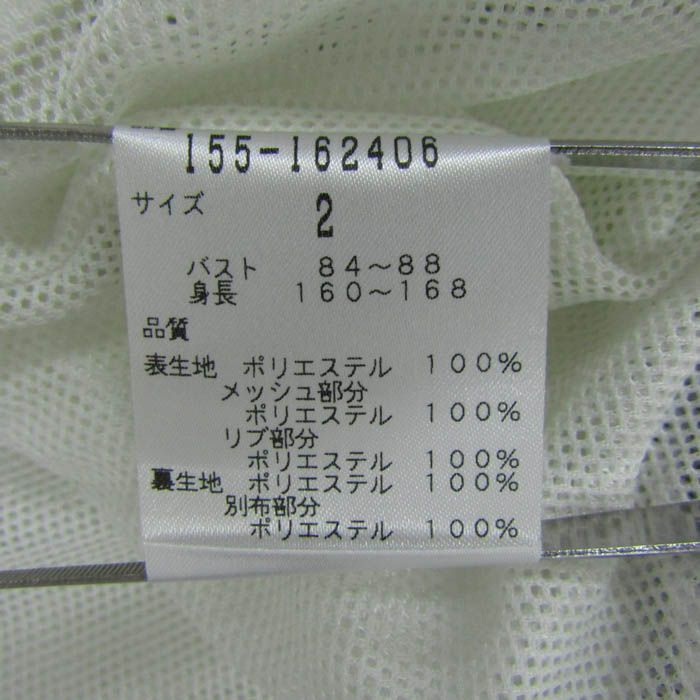 155-162406
サイズ 2
バスト 84～88
身長 160～168
品質
表生地 ポリエステル 100%
メッシュ部分
ポリエステル 100%
リブ部分
ポリエステル 100%
裏生地 ポリエステル 100%
別布部分
ポリエステル 100%